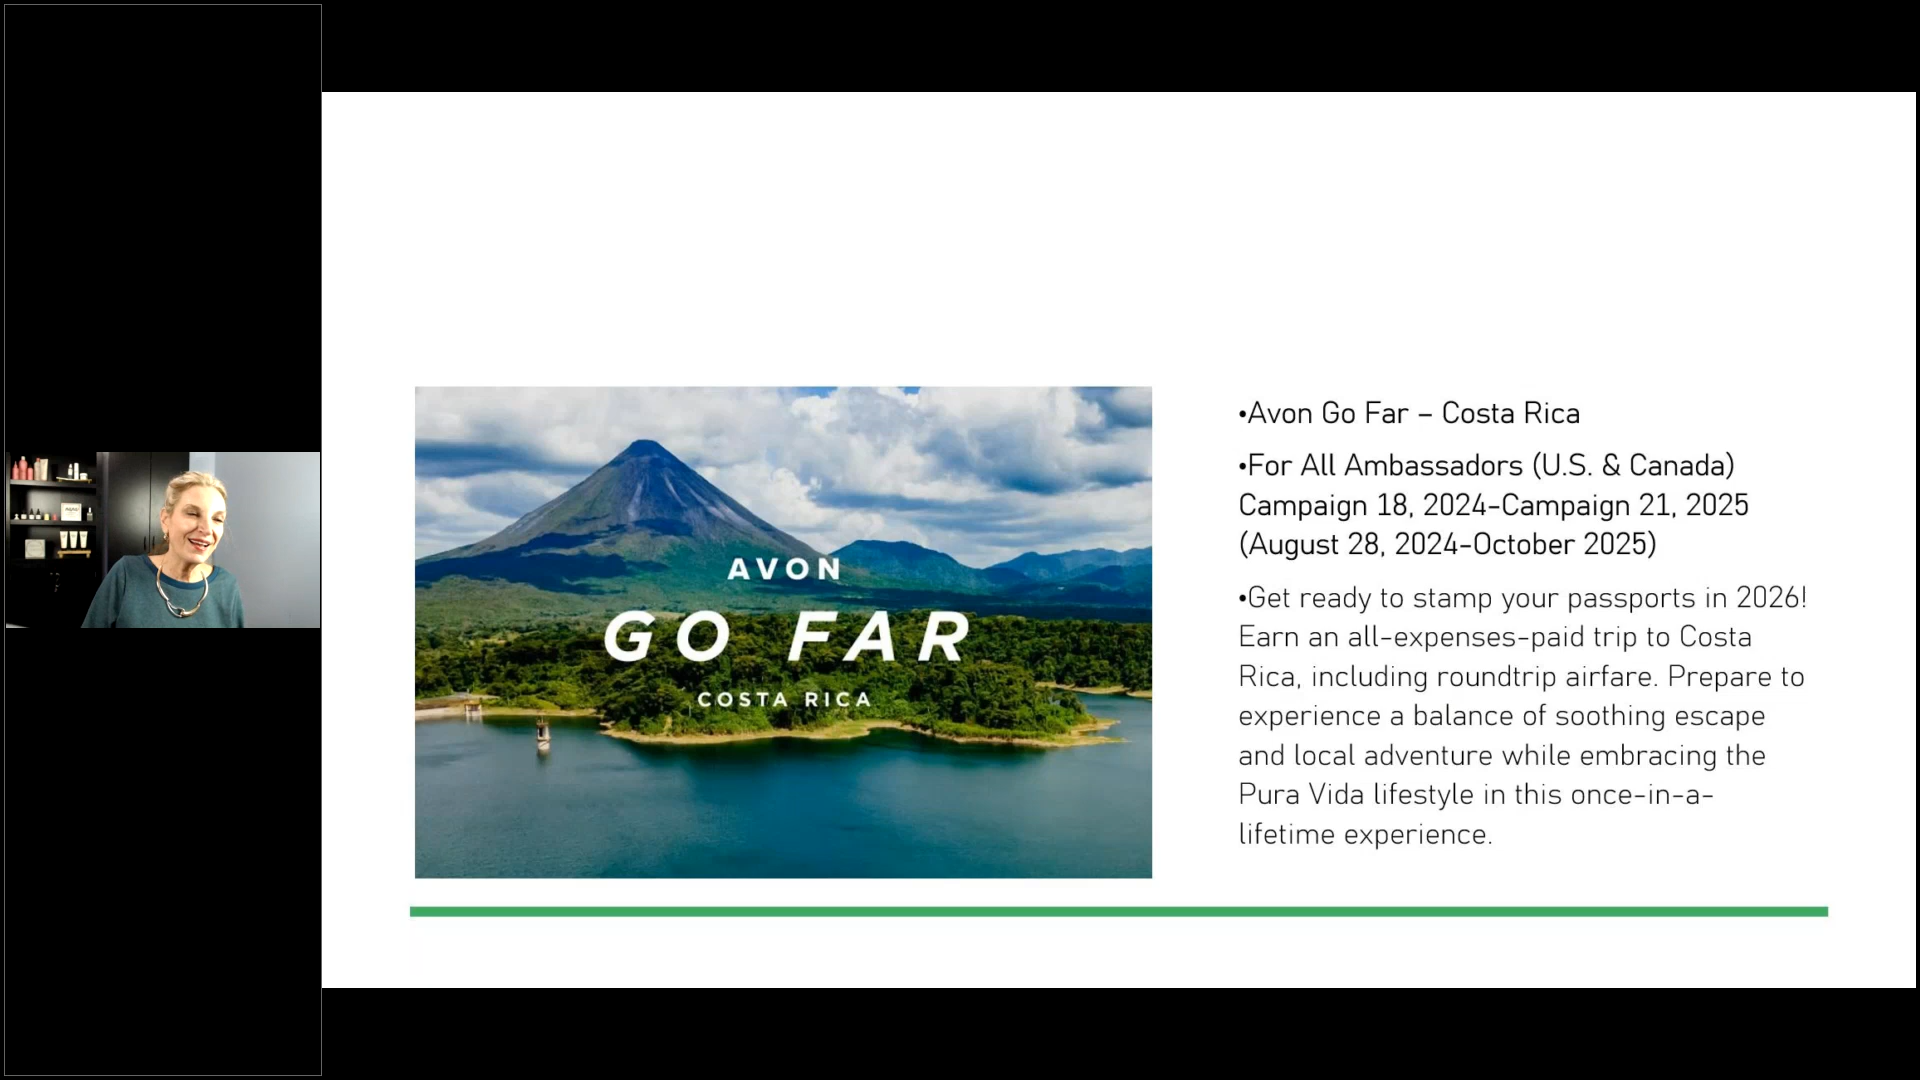 AVON
GO FAR
COSTA RICA
•Avon Go Far – Costa Rica
•For All Ambassadors (U.S. & Canada)
Campaign 18, 2024-Campaign 21, 2025
(August 28, 2024-October 2025)
•Get ready to stamp your passports in 2026!
Earn an all-expenses-paid trip to Costa
Rica, including roundtrip airfare. Prepare to
experience a balance of soothing escape
and local adventure while embracing the
Pura Vida lifestyle in this once-in-a-
lifetime experience.